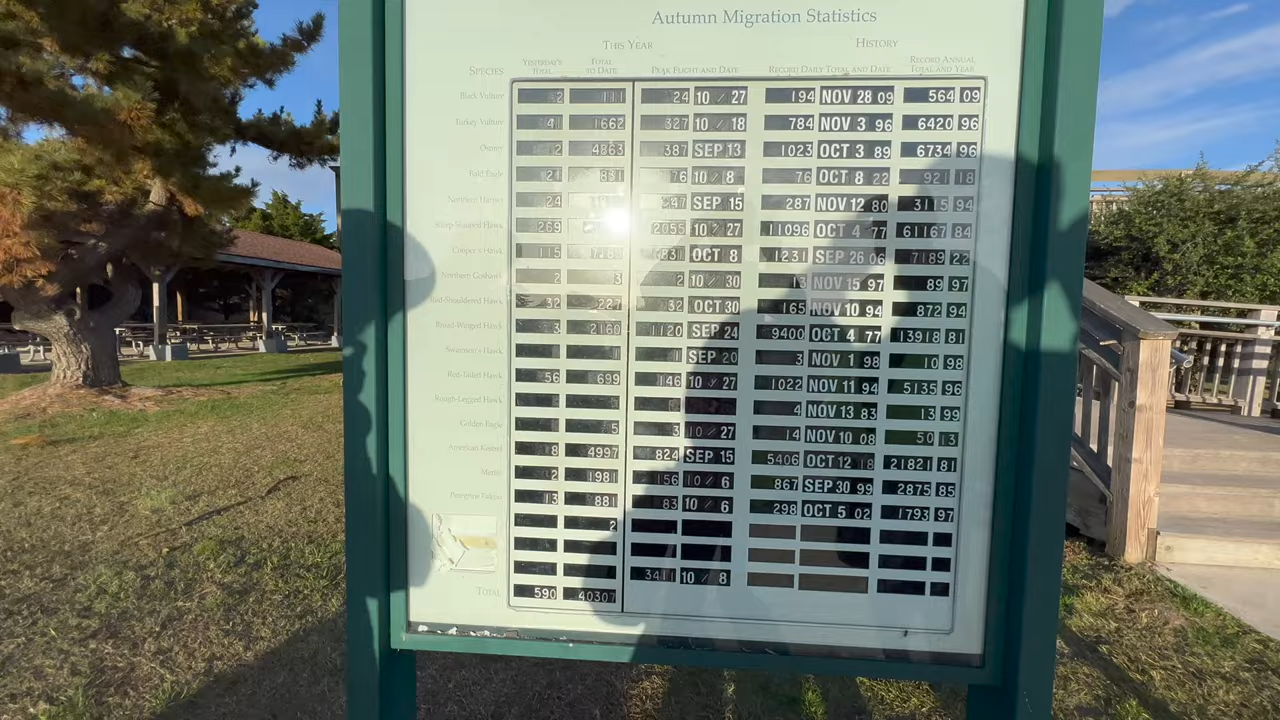 Autumn Migration Statistics
THIS YEAR HISTORY
SPECIES YESTERDAY'S TOTAL TOTAL TO DATE PEAK FLIGHT AND DATE RECORD DAILY TOTAL AND DATE RECORD ANNUAL TOTAL AND YEAR
Black Vulture 2 111 24 10 / 27 194 NOV 28 09 564 09
Turkey Vulture 41 1662 327 10 / 18 784 NOV 3 96 6420 96
Osprey 2 4863 387 SEP 13 1023 OCT 3 89 6734 96
Bald Eagle 21 831 76 10 / 8 76 OCT 8 22 921 18
Northern Harrier 24 SEP 15 287 NOV 12 80 3115 94
Sharp-Shinned Hawk 269 2055 10 / 27 11096 OCT 4 77 61167 84
Cooper's Hawk 115 831 OCT 8 1231 SEP 26 06 7189 22
Northern Goshawk 2 3 2 10 / 30 13 NOV 15 97 89 97
Red-Shouldered Hawk 32 227 32 OCT 30 165 NOV 10 94 872 94
Broad-Winged Hawk 3 2160 1120 SEP 24 9400 OCT 4 77 13918 81
Swainson's Hawk 1 1 SEP 20 3 NOV 1 98 10 98
Red-Tailed Hawk 56 699 146 10 / 27 1022 NOV 11 94 5135 96
Rough-Legged Hawk 4 NOV 13 83 13 99
Golden Eagle 5 3 10 / 27 14 NOV 10 08 50 13
American Kestrel 8 4997 824 SEP 15 5406 OCT 12 18 21821 81
Merlin 2 1981 156 10 / 6 867 SEP 30 99 2875 85
Peregrine Falcon 13 881 83 10 / 6 298 OCT 5 02 1793 97
2
3411 10 / 8
TOTAL 590 40307